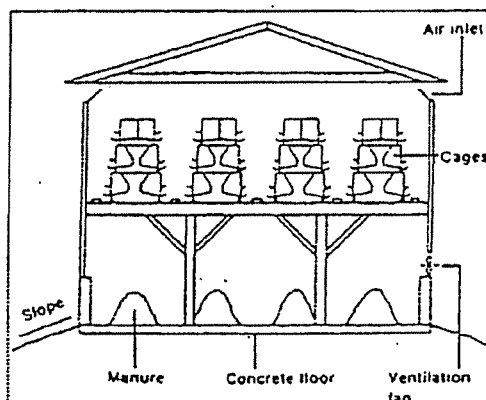 Air inlet
Cages
Slope
Manure
Concrete floor
Ventilation
fan